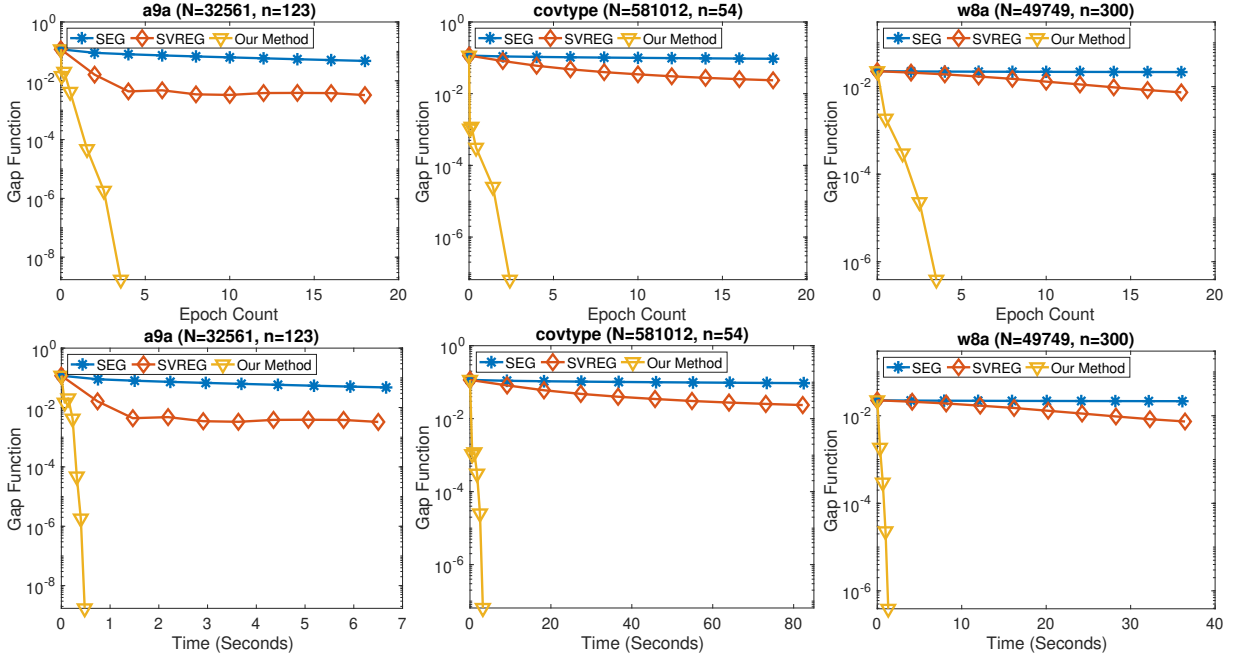 a9a (N=32561, n=123)
SEG SVREG Our Method
Gap Function
10^0
10^-2
10^-4
10^-6
10^-8
0 5 10 15 20
Epoch Count
covtype (N=581012, n=54)
SEG SVREG Our Method
Gap Function
10^0
10^-2
10^-4
10^-6
0 5 10 15 20
Epoch Count
w8a (N=49749, n=300)
SEG SVREG Our Method
Gap Function
10^0
10^-2
10^-4
10^-6
0 5 10 15 20
Epoch Count
a9a (N=32561, n=123)
SEG SVREG Our Method
Gap Function
10^0
10^-2
10^-4
10^-6
10^-8
0 1 2 3 4 5 6 7
Time (Seconds)
covtype (N=581012, n=54)
SEG SVREG Our Method
Gap Function
10^0
10^-2
10^-4
10^-6
0 20 40 60 80
Time (Seconds)
w8a (N=49749, n=300)
SEG SVREG Our Method
Gap Function
10^0
10^-2
10^-4
10^-6
0 10 20 30 40
Time (Seconds)